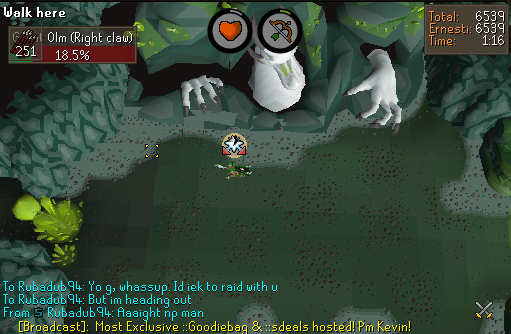 Walk here
Olm (Right claw)
251
18.5%
Total: 6539
Ernesti: 6539
Time: 1:16
To Rubadub94: Yo g, whassup. Id iek to raid with u
To Rubadub94: But im heading out
From S Rubadub94: Aaaight np man
[Broadcast]: Most Exclusive ::Goodiebag & ::sdeals hosted! Pm Kevin!